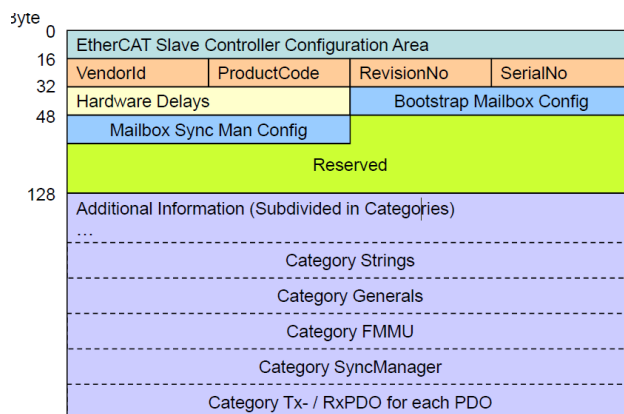 Byte
0
EtherCAT Slave Controller Configuration Area
16
VendorId ProductCode RevisionNo SerialNo
32
Hardware Delays Bootstrap Mailbox Config
48
Mailbox Sync Man Config
Reserved
128
Additional Information (Subdivided in Categories)
...
Category Strings
Category Generals
Category FMMU
Category SyncManager
Category Tx- / RxPDO for each PDO